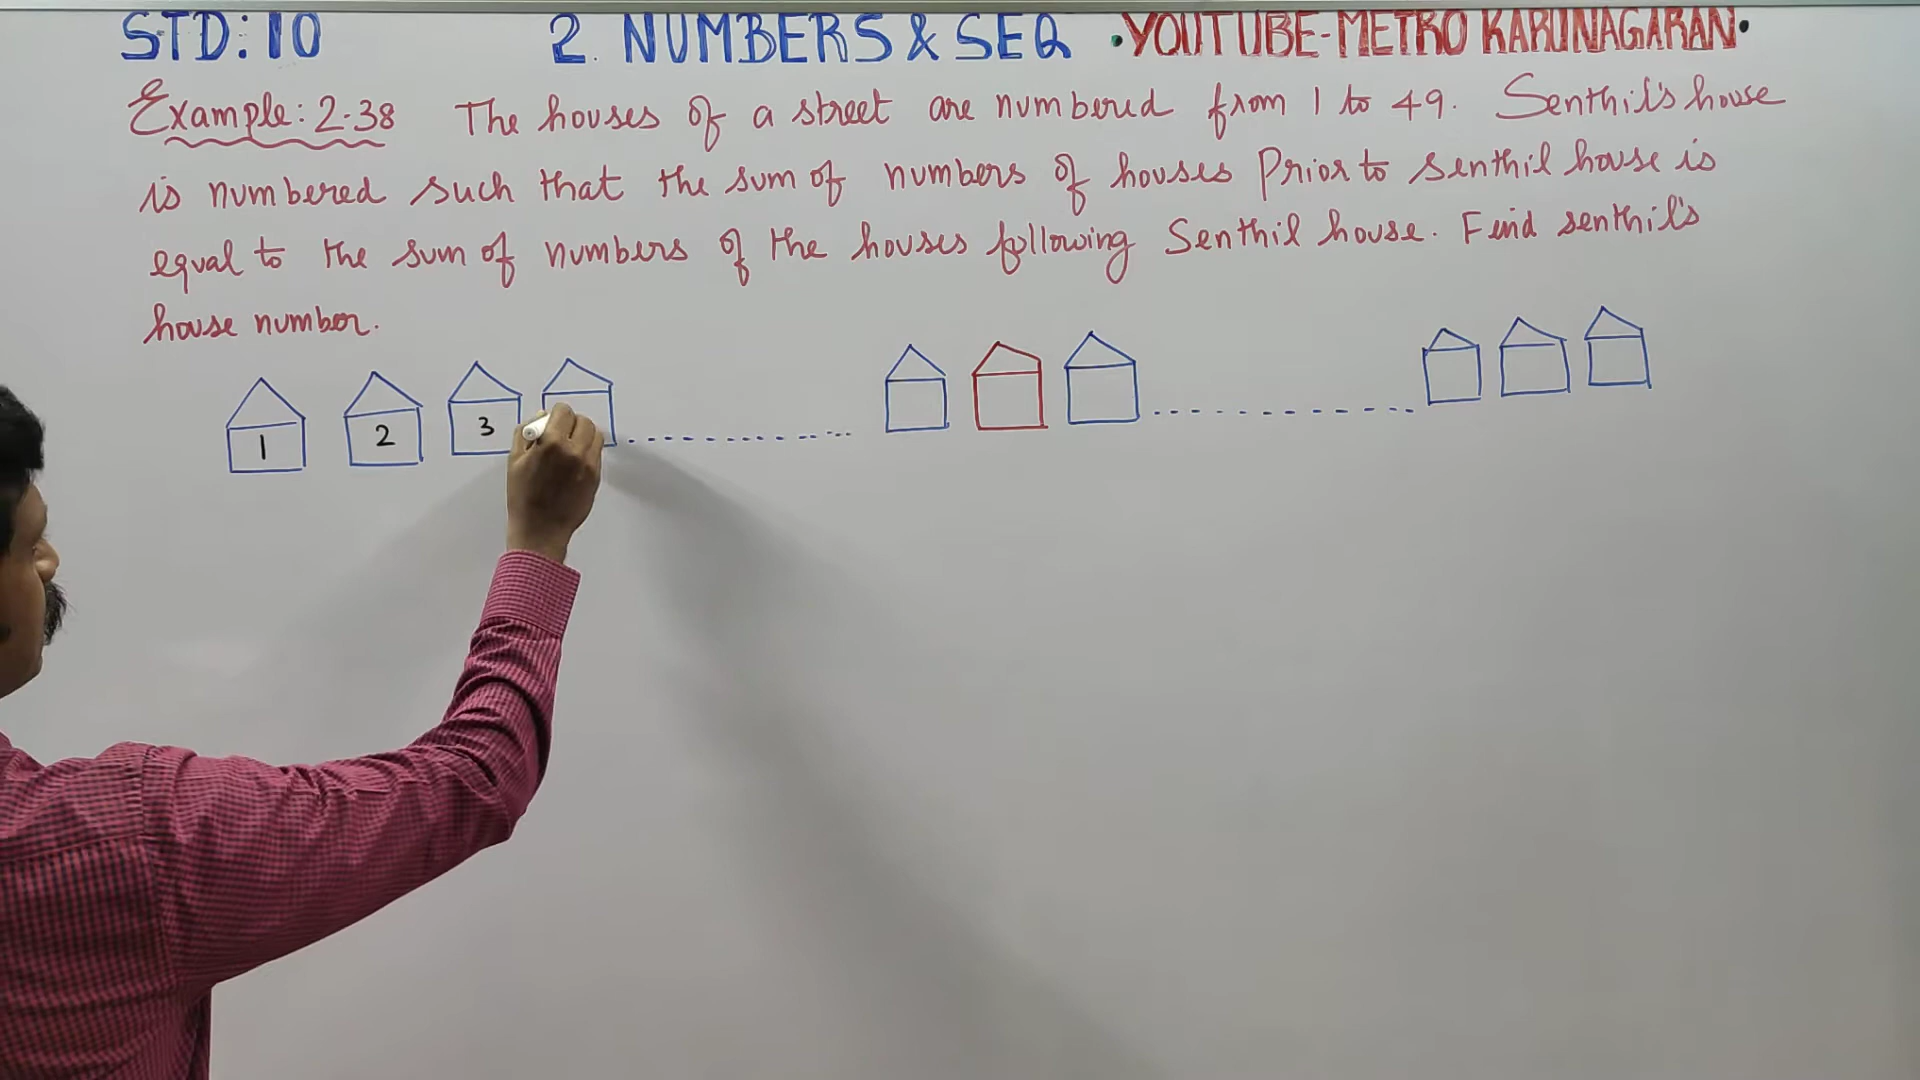 STD: 10 2. NUMBERS & SEQ •YOUTUBE-METRO KARUNAGARAN•
Example: 2.38 The houses of a street are numbered from 1 to 49. Senthil's house
is numbered such that the sum of numbers of houses Prior to Senthil house is
equal to the sum of numbers of the houses following Senthil house. Find senthil's
house number.
1 2 3